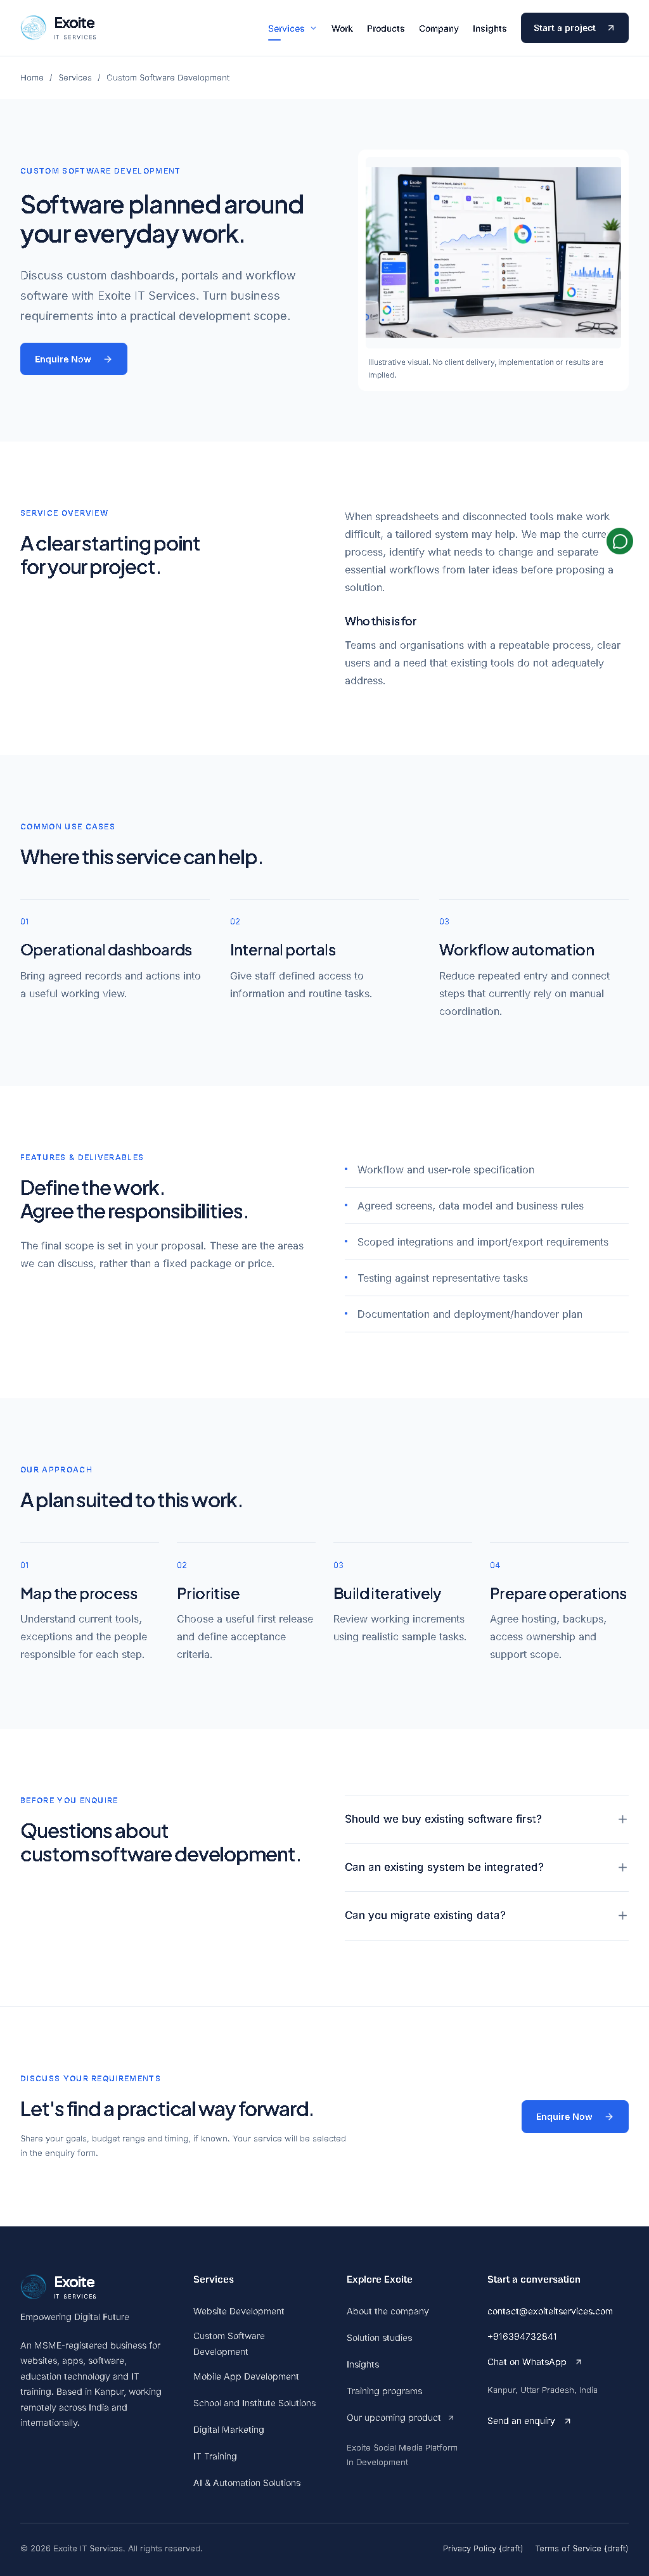 Exoite
IT SERVICES
Services
Work
Products
Company
Insights
Start a project
Home / Services / Custom Software Development
CUSTOM SOFTWARE DEVELOPMENT
Software planned around
your everyday work.
Discuss custom dashboards, portals and workflow
software with Exoite IT Services. Turn business
requirements into a practical development scope.
Enquire Now
Illustrative visual. No client delivery, implementation or results are
implied.
SERVICE OVERVIEW
A clear starting point
for your project.
When spreadsheets and disconnected tools make work
difficult, a tailored system may help. We map the
process, identify what needs to change and separate
essential workflows from later ideas before proposing a
solution.
Who this is for
Teams and organisations with a repeatable process, clear
users and a need that existing tools do not adequately
address.
COMMON USE CASES
Where this service can help.
01
Operational dashboards
Bring agreed records and actions into
a useful working view.
02
Internal portals
Give staff defined access to
information and routine tasks.
03
Workflow automation
Reduce repeated entry and connect
steps that currently rely on manual
coordination.
FEATURES & DELIVERABLES
Define the work.
Agree the responsibilities.
The final scope is set in your proposal. These are the areas
we can discuss, rather than a fixed package or price.
Workflow and user-role specification
Agreed screens, data model and business rules
Scoped integrations and import/export requirements
Testing against representative tasks
Documentation and deployment/handover plan
OUR APPROACH
A plan suited to this work.
01
Map the process
Understand current tools,
exceptions and the people
responsible for each step.
02
Prioritise
Choose a useful first release
and define acceptance
criteria.
03
Build iteratively
Review working increments
using realistic sample tasks.
04
Prepare operations
Agree hosting, backups,
access ownership and
support scope.
BEFORE YOU ENQUIRE
Questions about
custom software development.
Should we buy existing software first?
Can an existing system be integrated?
Can you migrate existing data?
DISCUSS YOUR REQUIREMENTS
Let's find a practical way forward.
Share your goals, budget range and timing, if known. Your service will be selected
in the enquiry form.
Enquire Now
Exoite
IT SERVICES
Empowering Digital Future
An MSME-registered business for
websites, apps, software,
education technology and IT
training. Based in Kanpur, working
remotely across India and
internationally.
Services
Website Development
Custom Software
Development
Mobile App Development
School and Institute Solutions
Digital Marketing
IT Training
AI & Automation Solutions
Explore Exoite
About the company
Solution studies
Insights
Training programs
Our upcoming product
Exoite Social Media Platform
In Development
Start a conversation
contact@exoiteitservices.com
+916394732841
Chat on WhatsApp
Kanpur, Uttar Pradesh, India
Send an enquiry
© 2026 Exoite IT Services. All rights reserved.
Privacy Policy (draft)
Terms of Service (draft)